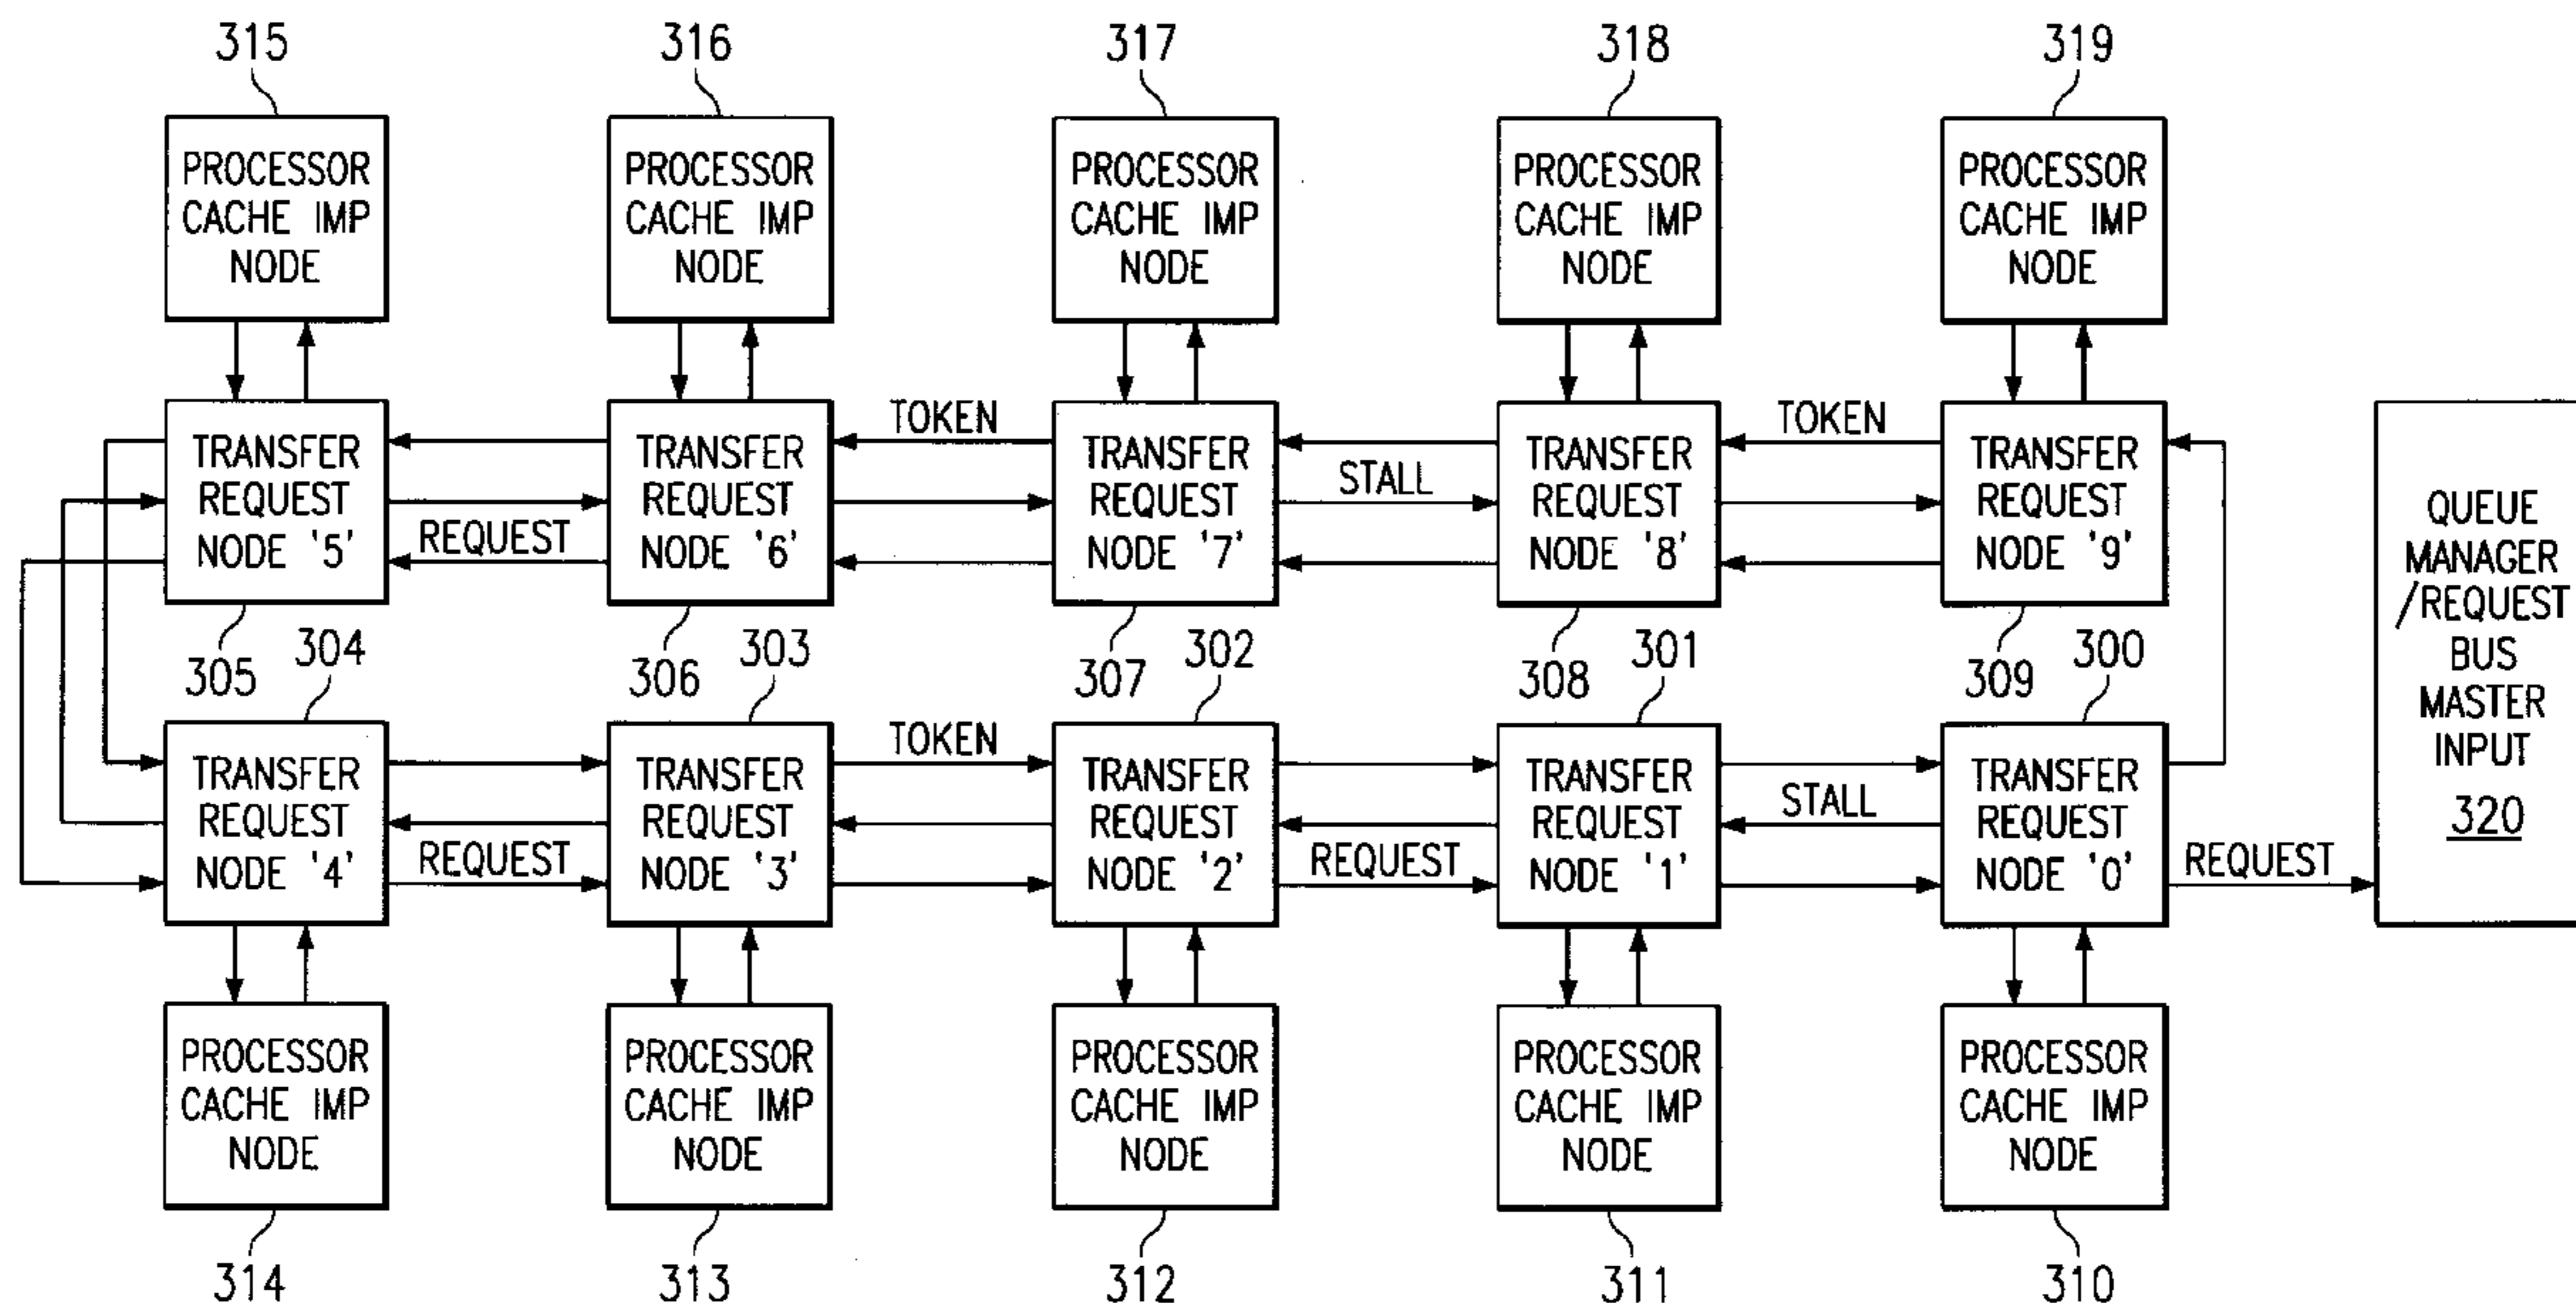 315
316
317
318
319
PROCESSOR
CACHE IMP
NODE
PROCESSOR
CACHE IMP
NODE
PROCESSOR
CACHE IMP
NODE
PROCESSOR
CACHE IMP
NODE
PROCESSOR
CACHE IMP
NODE
TRANSFER
REQUEST
NODE '5'
REQUEST
TRANSFER
REQUEST
NODE '6'
TOKEN
TRANSFER
REQUEST
NODE '7'
STALL
TRANSFER
REQUEST
NODE '8'
TOKEN
TRANSFER
REQUEST
NODE '9'
QUEUE
MANAGER
/REQUEST
BUS
MASTER
INPUT
320
305
304
306
303
307
302
308
301
309
300
TRANSFER
REQUEST
NODE '4'
REQUEST
TRANSFER
REQUEST
NODE '3'
TOKEN
TRANSFER
REQUEST
NODE '2'
REQUEST
TRANSFER
REQUEST
NODE '1'
STALL
TRANSFER
REQUEST
NODE '0'
REQUEST
PROCESSOR
CACHE IMP
NODE
PROCESSOR
CACHE IMP
NODE
PROCESSOR
CACHE IMP
NODE
PROCESSOR
CACHE IMP
NODE
PROCESSOR
CACHE IMP
NODE
314
313
312
311
310